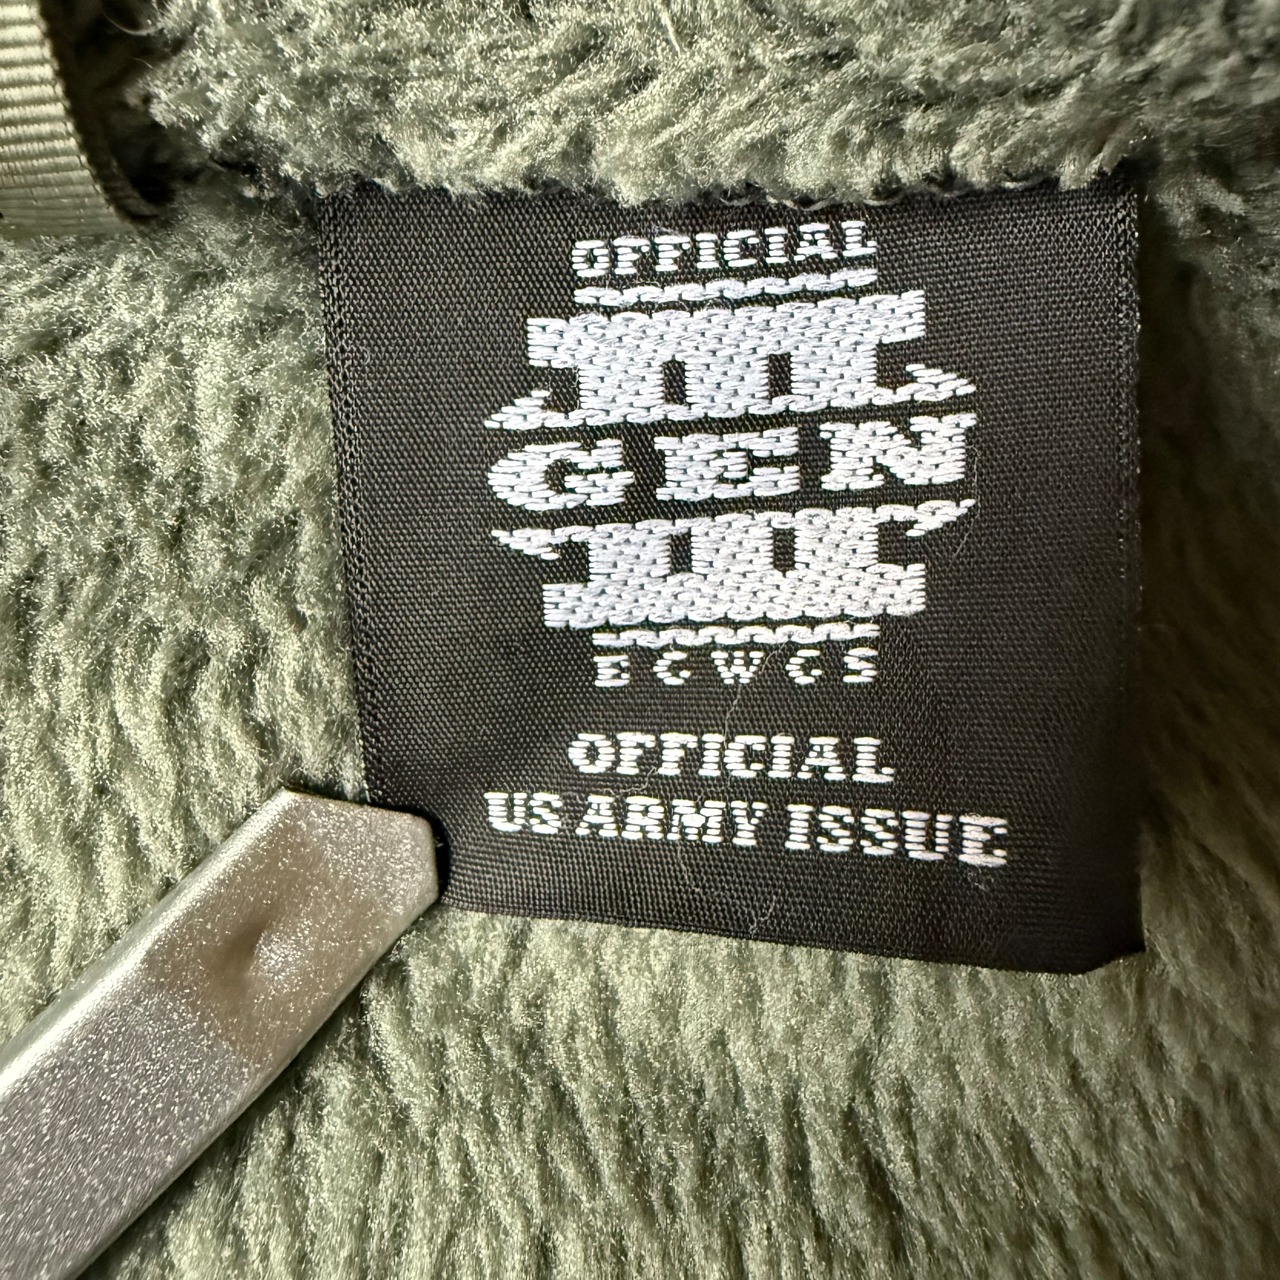 OFFICIAL
III
GEN
III
ECWCS
OFFICIAL
US ARMY ISSUE